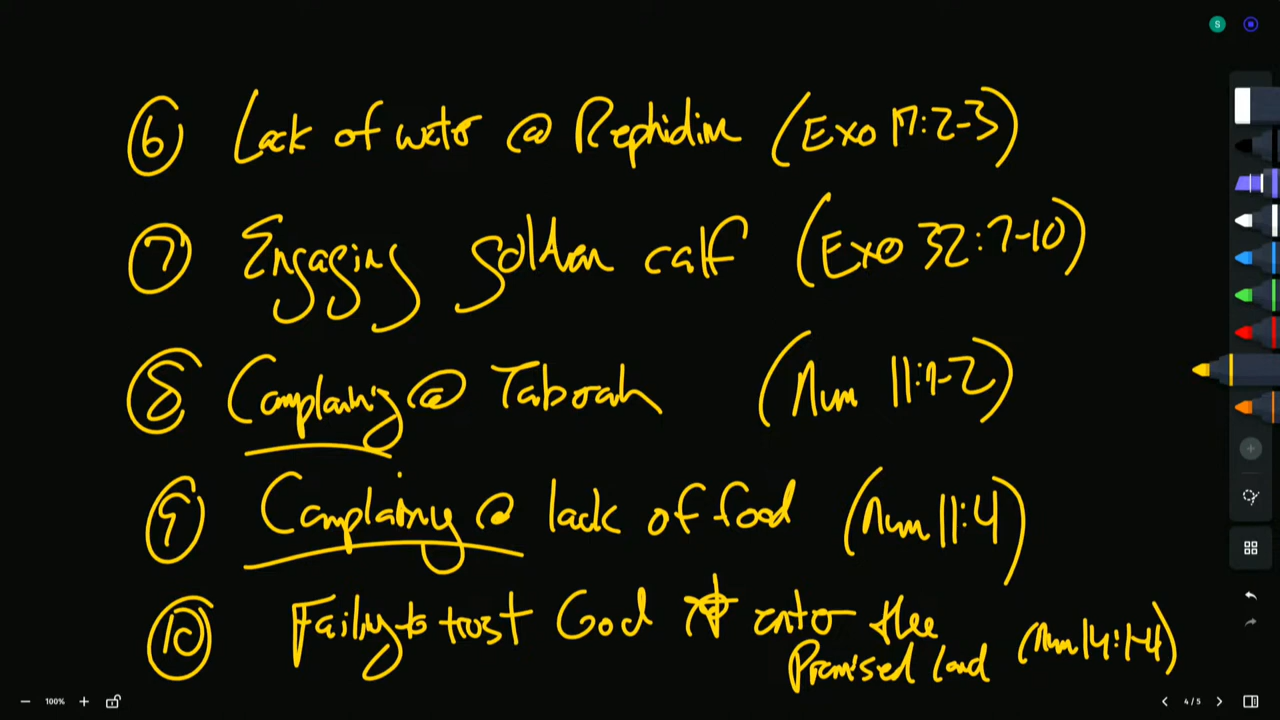 S
⑥ Lack of water @ Rephidim (Exo 17:2-3)
⑦ Engaging golden calf (Exo 32:7-10)
⑧ Complaining @ Taborah (Num 11:1-2)
⑨ Complaining @ lack of food (Num 11:4)
⑩ Failing to trust God & enter the
Promised land (Num 14:1-4)
100%
4/5